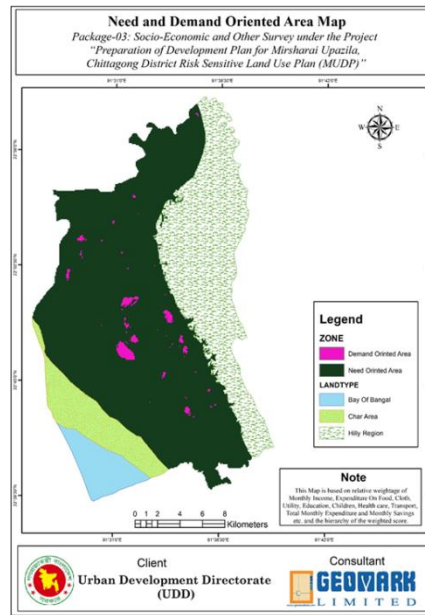 Need and Demand Oriented Area Map
Package-03: Socio-Economic and Other Survey under the Project
“Preparation of Development Plan for Mirsharai Upazila,
Chittagong District Risk Sensitive Land Use Plan (MUDP)”
N
W E
S
Legend
ZONE
Demand Orinted Area
Need Orinted Area
LANDTYPE
Bay Of Bangal
Char Area
Hilly Region
Note
This Map is based on relative weightage of
Monthly Income, Expenditure On Food, Cloth,
Utility, Education, Children, Health care, Transport,
Total Monthly Expenditure and Monthly Savings
etc. and the hierarchy of the weighted score.
0 1 2 4 6 8
Kilometers
Client
Urban Development Directorate
(UDD)
Consultant
GEOMARK
LIMITED